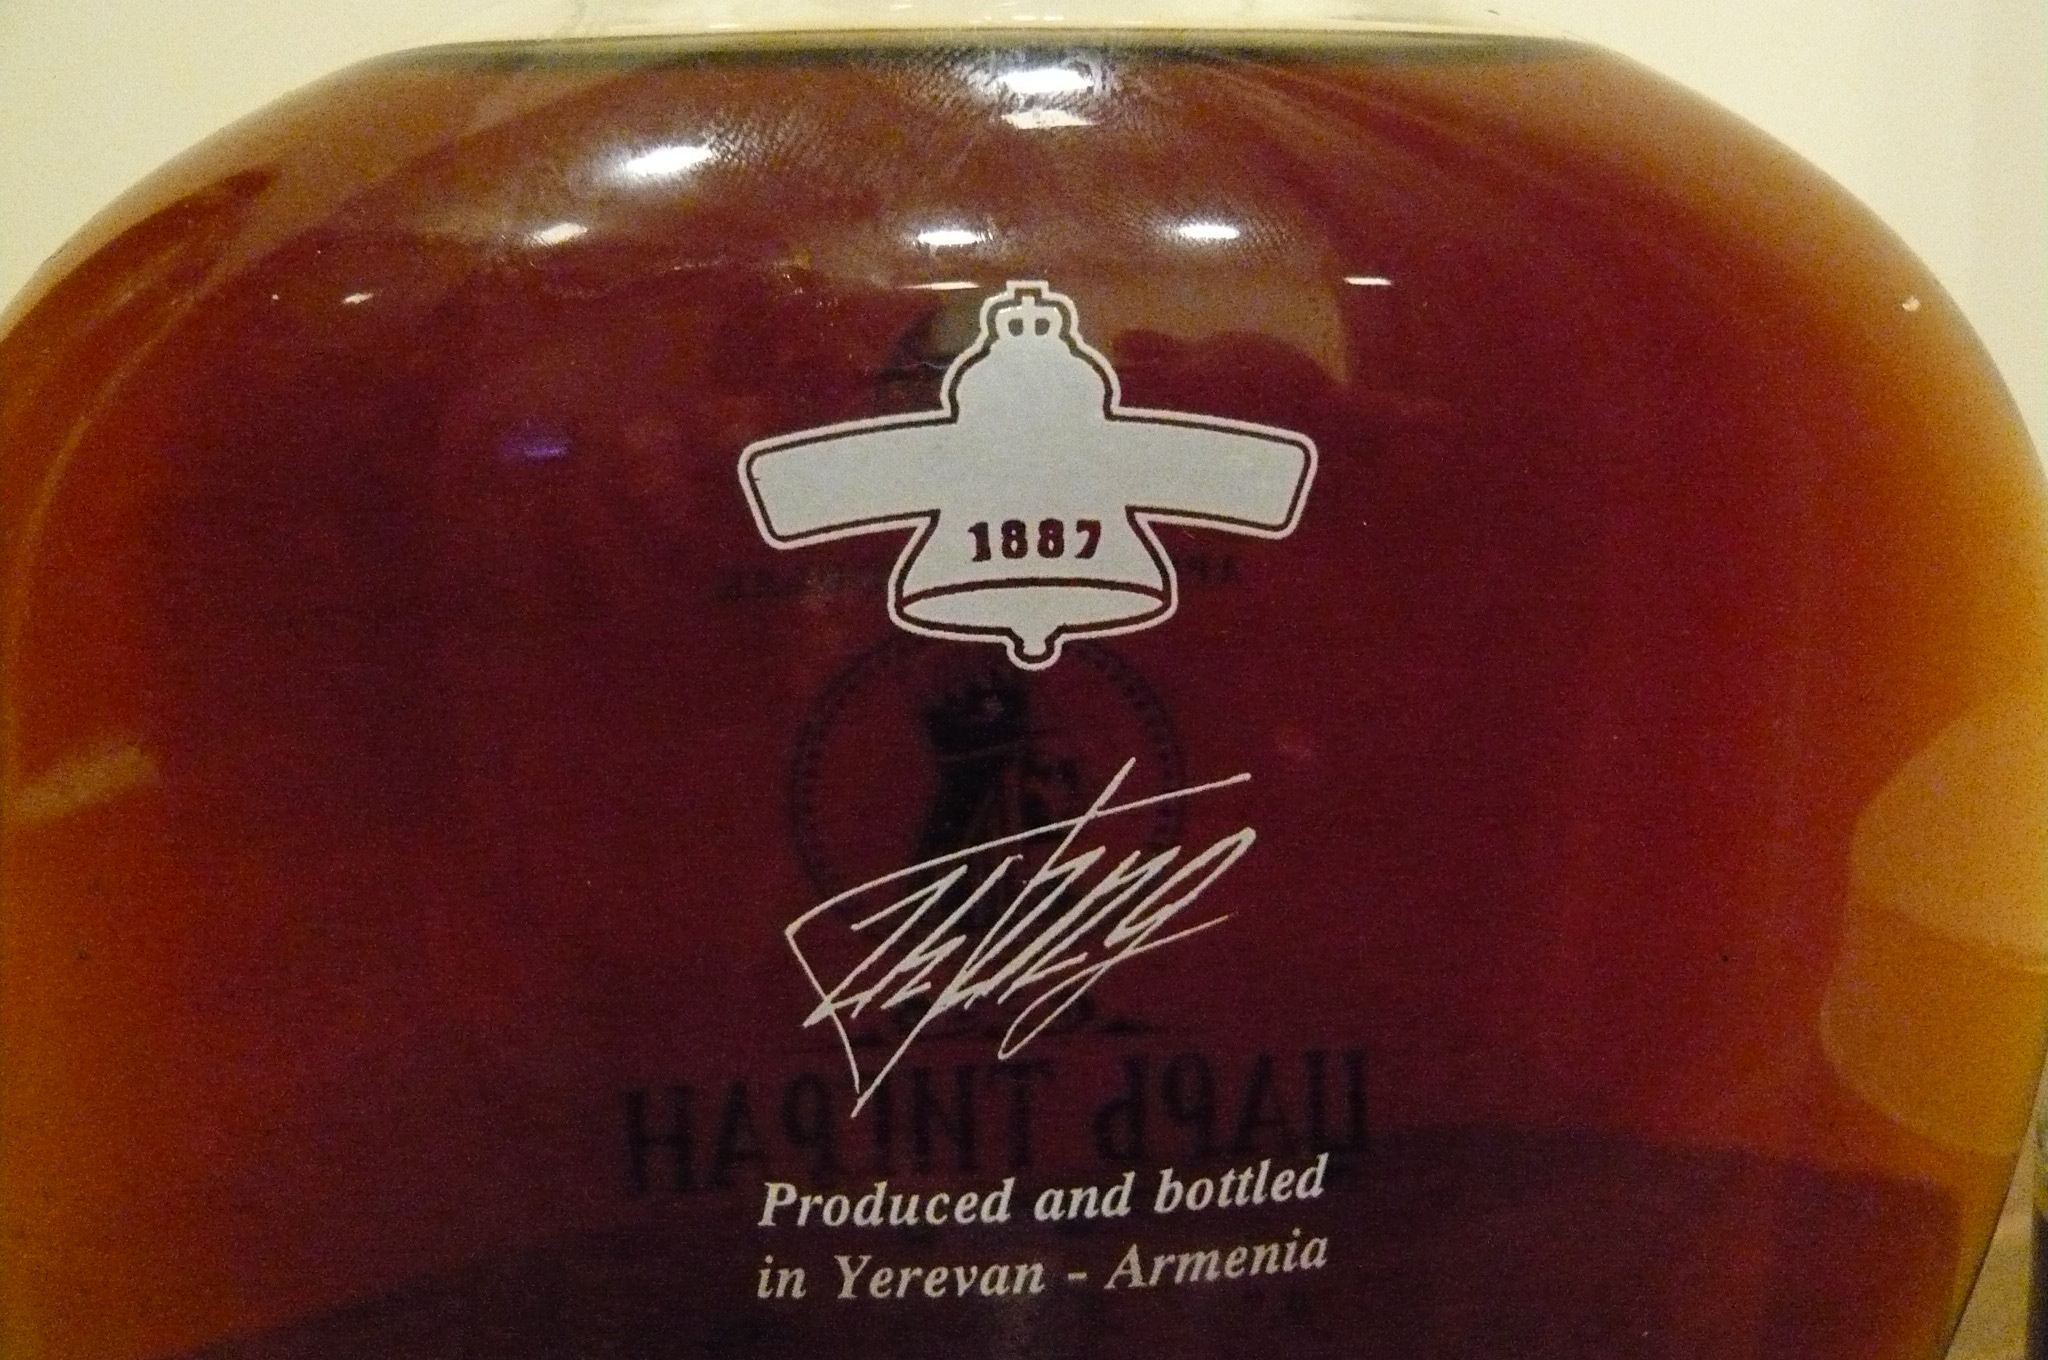 1887
ЦАРЬ ТИГРАН
Produced and bottled
in Yerevan - Armenia